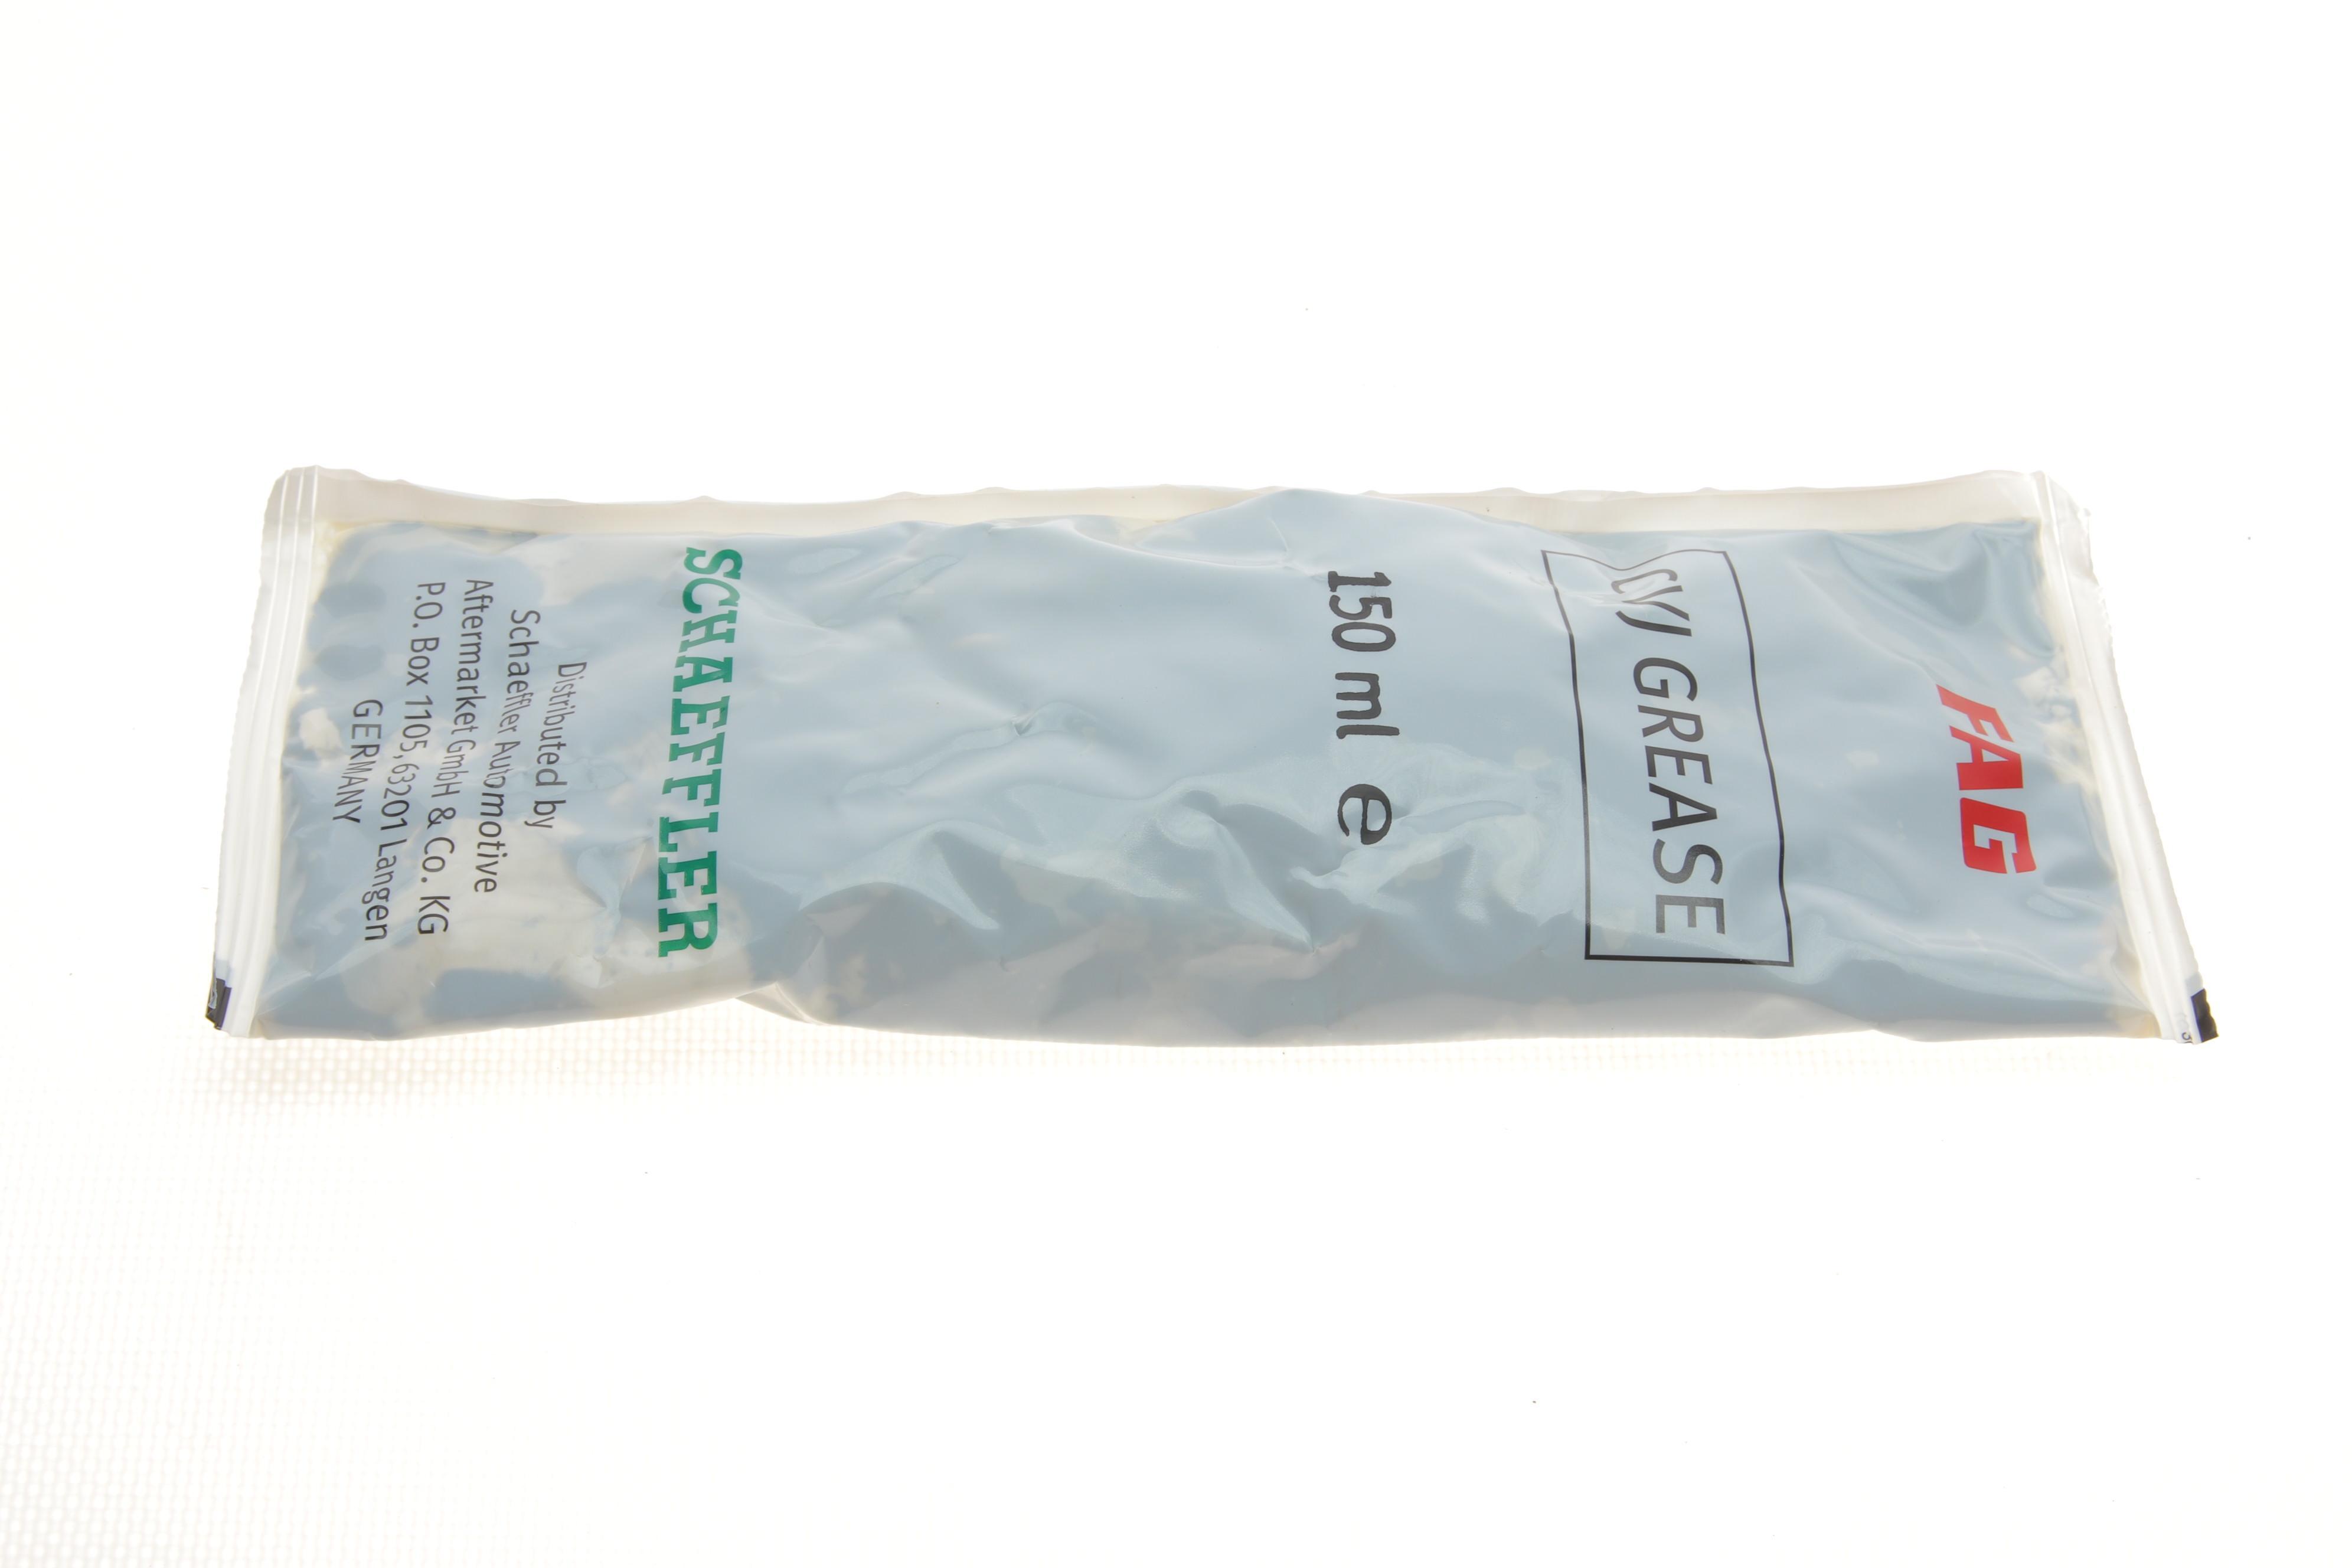 FAG
CVJ GREASE
150 ml e
SCHAEFFLER
Distributed by
Schaeffler Automotive
Aftermarket GmbH & Co. KG
P.O. Box 1105, 63201 Langen
GERMANY